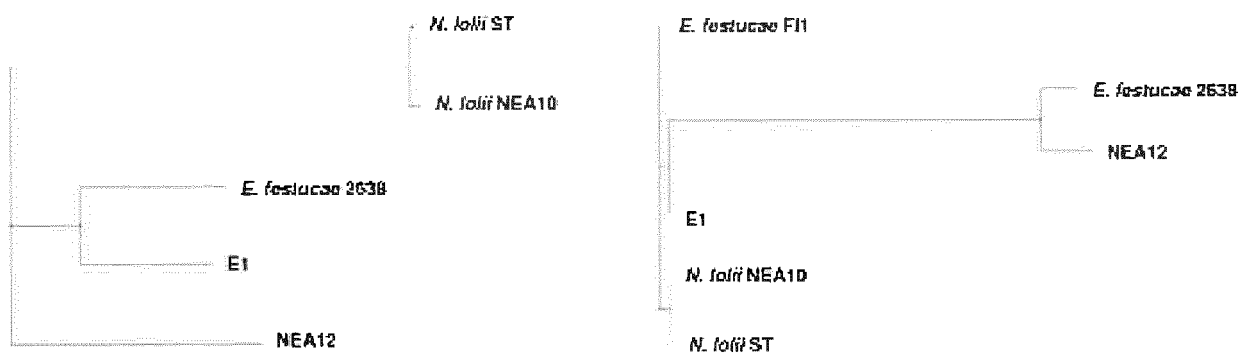 N. lolii ST
N. lolii NEA10
E. festucae 2638
E1
NEA12
E. festucae Fl1
E. festucae 2638
NEA12
E1
N. lolii NEA10
N. lolii ST